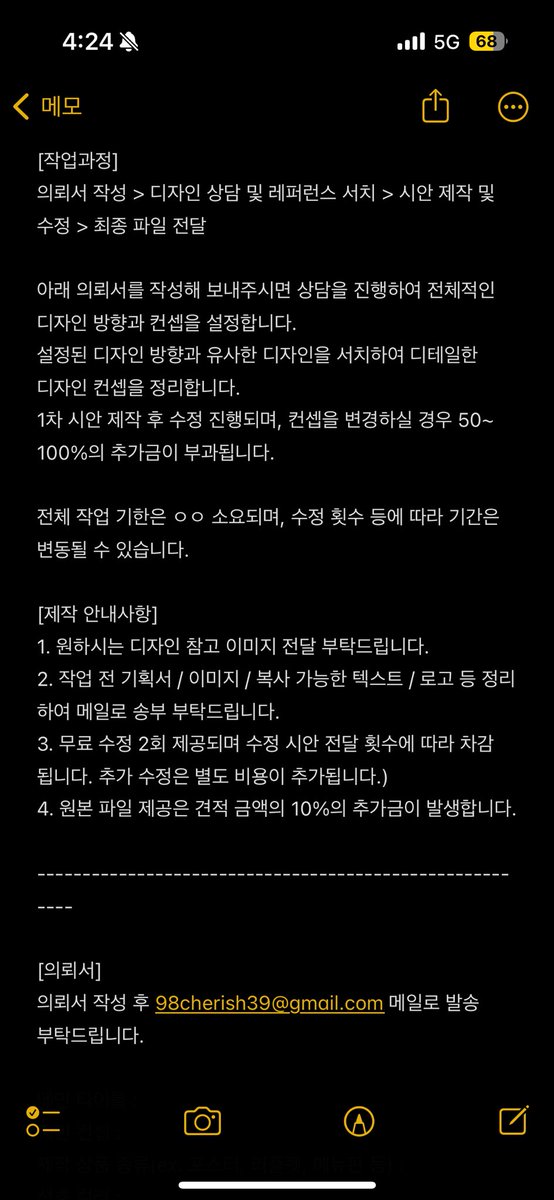 4:24
5G
68
메모
[작업과정]
의뢰서 작성 > 디자인 상담 및 레퍼런스 서치 > 시안 제작 및
수정 > 최종 파일 전달
아래 의뢰서를 작성해 보내주시면 상담을 진행하여 전체적인
디자인 방향과 컨셉을 설정합니다.
설정된 디자인 방향과 유사한 디자인을 서치하여 디테일한
디자인 컨셉을 정리합니다.
1차 시안 제작 후 수정 진행되며, 컨셉을 변경하실 경우 50~
100%의 추가금이 부과됩니다.
전체 작업 기한은 ㅇㅇ 소요되며, 수정 횟수 등에 따라 기간은
변동될 수 있습니다.
[제작 안내사항]
1. 원하시는 디자인 참고 이미지 전달 부탁드립니다.
2. 작업 전 기획서 / 이미지 / 복사 가능한 텍스트 / 로고 등 정리
하여 메일로 송부 부탁드립니다.
3. 무료 수정 2회 제공되며 수정 시안 전달 횟수에 따라 차감
됩니다. 추가 수정은 별도 비용이 추가됩니다.)
4. 원본 파일 제공은 견적 금액의 10%의 추가금이 발생합니다.
----------------------------------------------------
----
[의뢰서]
의뢰서 작성 후 98cherish39@gmail.com 메일로 발송
부탁드립니다.